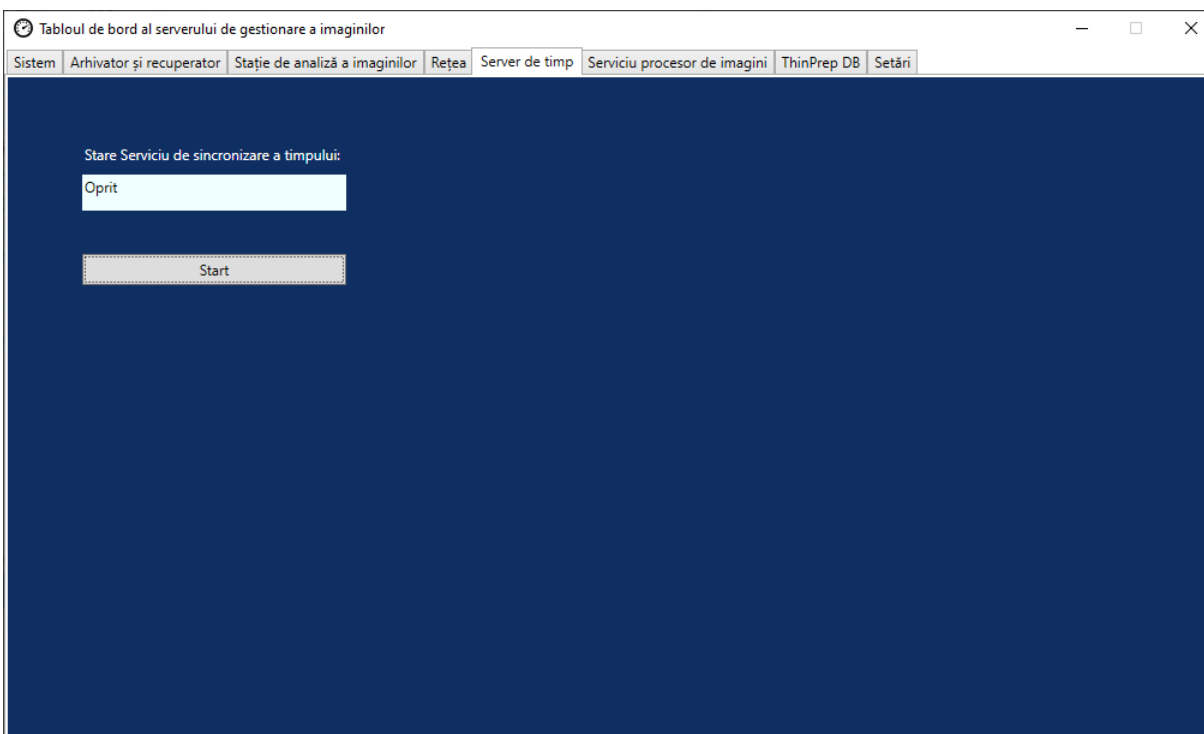 Tabloul de bord al serverului de gestionare a imaginilor
Sistem Arhivator și recuperator Stație de analiză a imaginilor Rețea Server de timp Serviciu procesor de imagini ThinPrep DB Setări
Stare Serviciu de sincronizare a timpului:
Oprit
Start